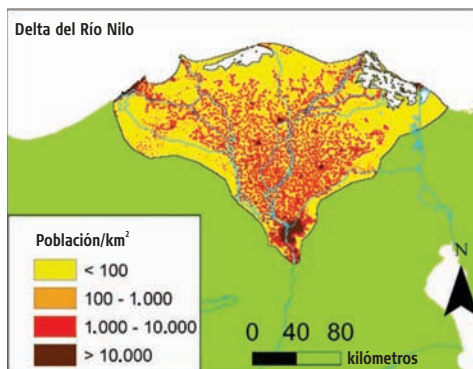 Delta del Río Nilo
Población/km²
< 100
100 - 1.000
1.000 - 10.000
> 10.000
N
0 40 80
kilómetros